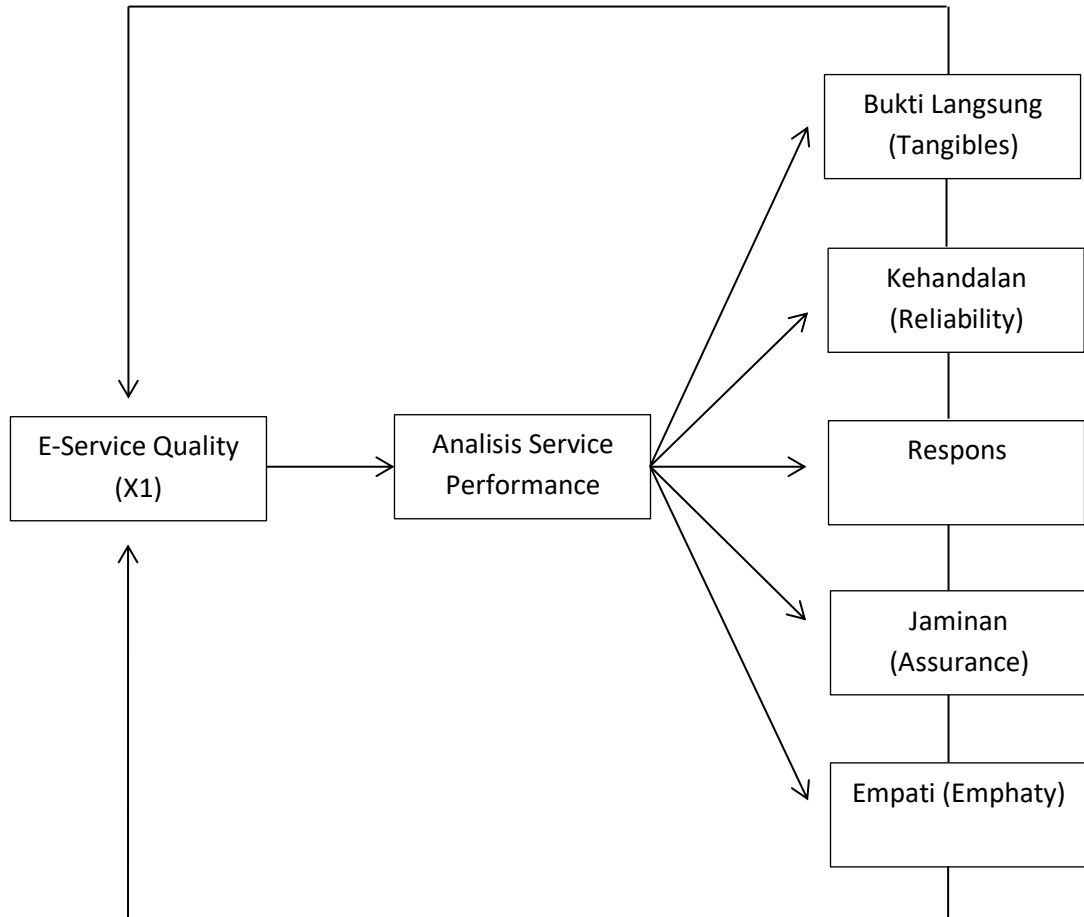 Bukti Langsung
(Tangibles)
Kehandalan
(Reliability)
E-Service Quality
(X1)
Analisis Service
Performance
Respons
Jaminan
(Assurance)
Empati (Emphaty)